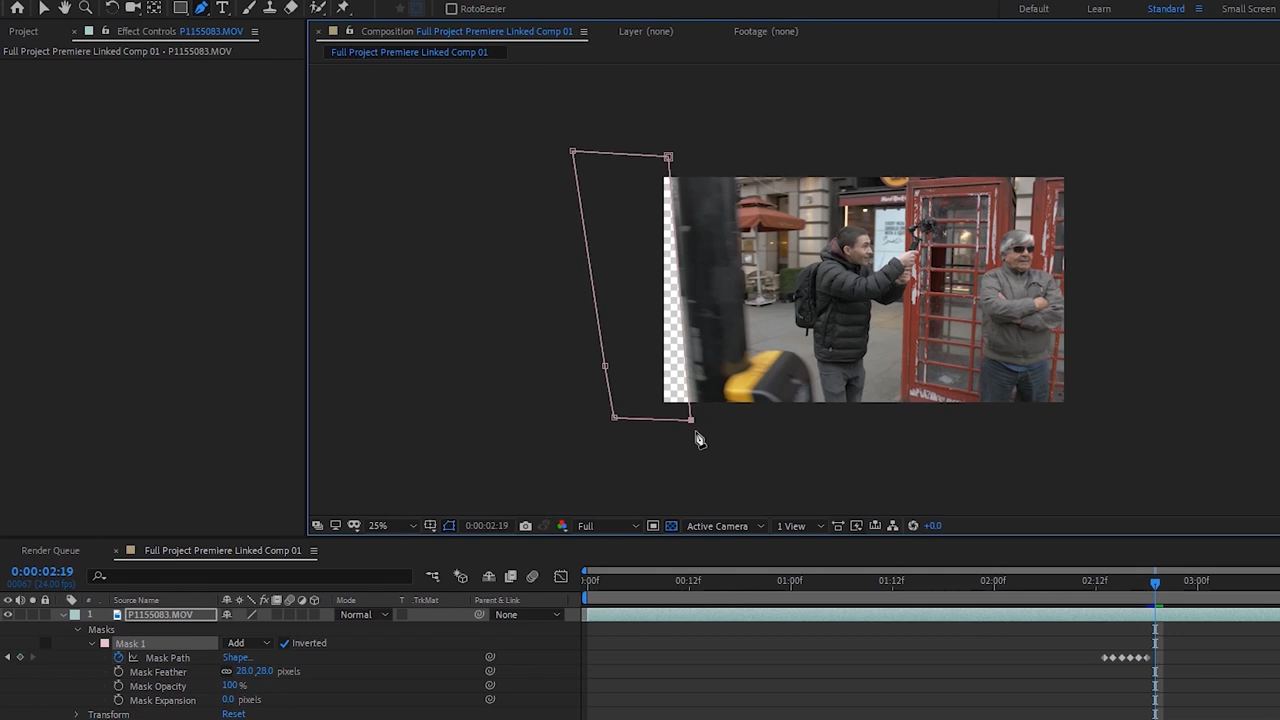 RotoBezier
Default
Learn
Standard
Small Screen
Project
Effect Controls P1155083.MOV
Full Project Premiere Linked Comp 01 • P1155083.MOV
Composition Full Project Premiere Linked Comp 01
Layer (none)
Footage (none)
Full Project Premiere Linked Comp 01
25%
0:00:02:19
Full
Active Camera
1 View
+0.0
Render Queue
Full Project Premiere Linked Comp 01
0:00:02:19
00067 (24.00 fps)
:00f
00:12f
01:00f
01:12f
02:00f
02:12f
03:00f
#
Source Name
Mode
T
.TrkMat
Parent & Link
1
P1155083.MOV
Normal
None
Masks
Mask 1
Add
Inverted
Mask Path
Shape...
Mask Feather
28.0,28.0 pixels
Mask Opacity
100 %
Mask Expansion
0.0 pixels
Transform
Reset